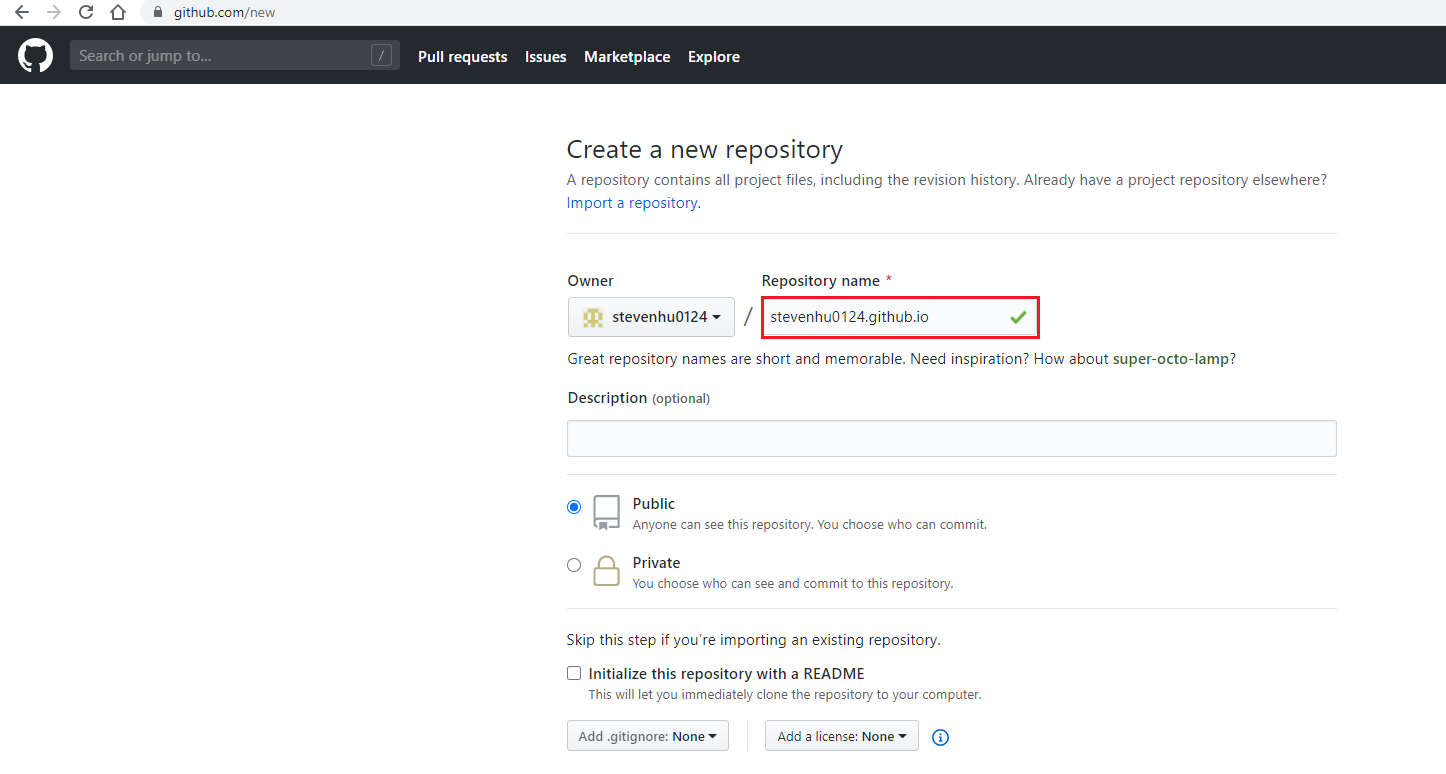 github.com/new
Search or jump to... /
Pull requests Issues Marketplace Explore
Create a new repository
A repository contains all project files, including the revision history. Already have a project repository elsewhere?
Import a repository.
Owner Repository name *
stevenhu0124 / stevenhu0124.github.io
Great repository names are short and memorable. Need inspiration? How about super-octo-lamp?
Description (optional)
Public
Anyone can see this repository. You choose who can commit.
Private
You choose who can see and commit to this repository.
Skip this step if you’re importing an existing repository.
Initialize this repository with a README
This will let you immediately clone the repository to your computer.
Add .gitignore: None Add a license: None